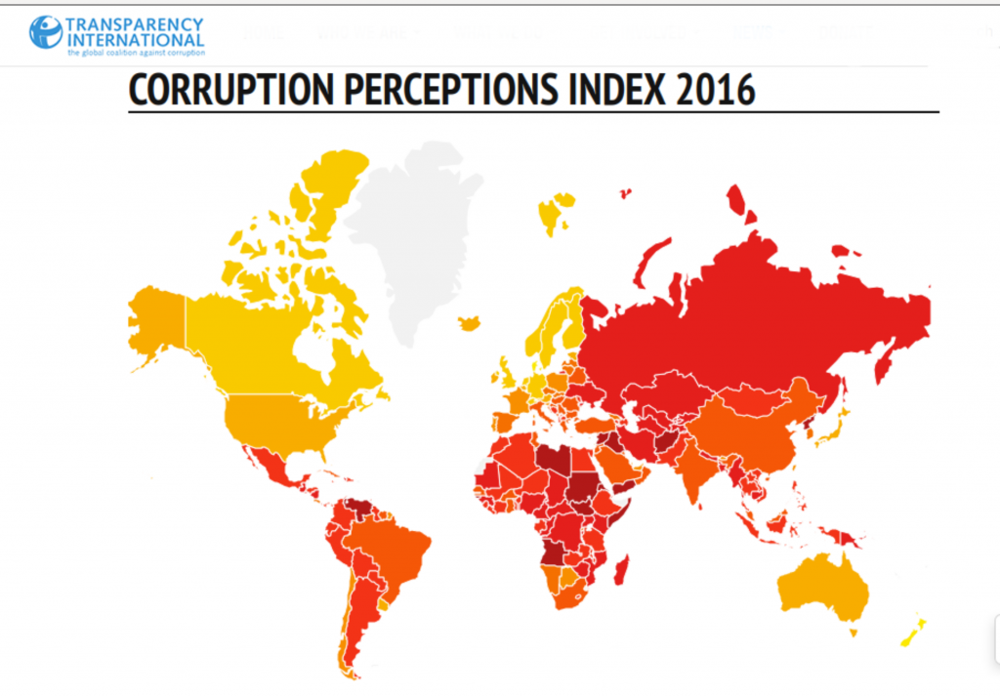 TRANSPARENCY
INTERNATIONAL
the global coalition against corruption
CORRUPTION PERCEPTIONS INDEX 2016